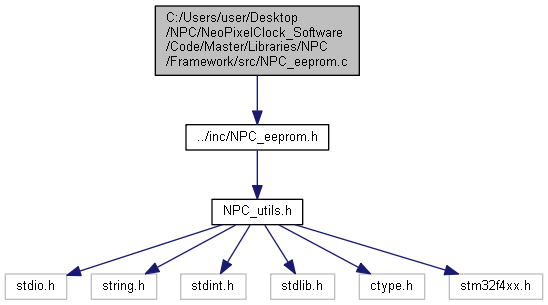 C:/Users/user/Desktop
/NPC/NeoPixelClock_Software
/Code/Master/Libraries/NPC
/Framework/src/NPC_eeprom.c
../inc/NPC_eeprom.h
NPC_utils.h
stdio.h
string.h
stdint.h
stdlib.h
ctype.h
stm32f4xx.h